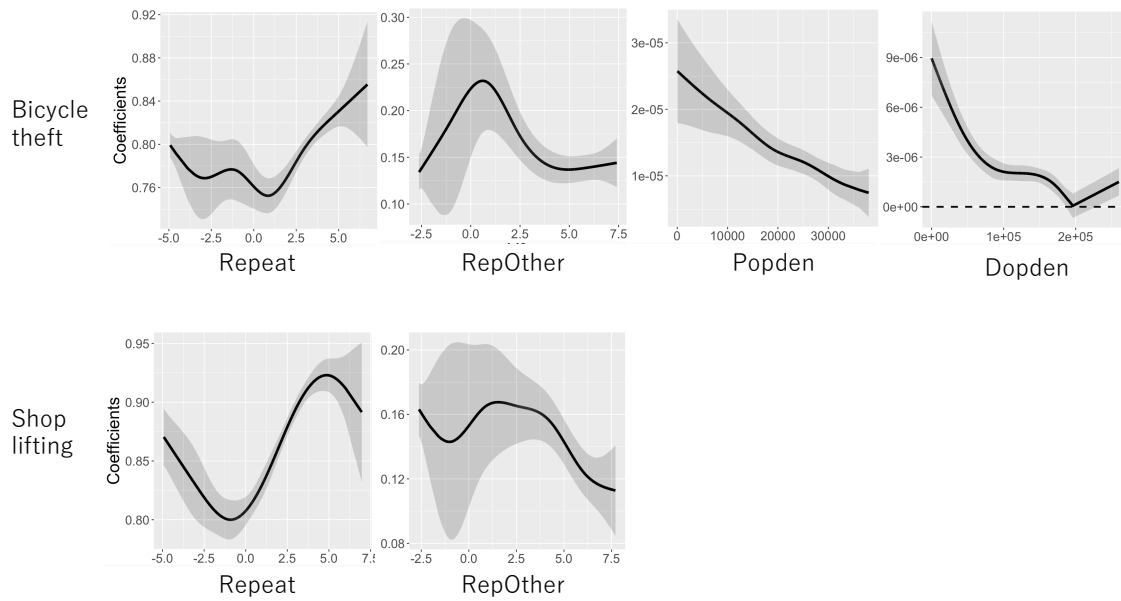 Bicycle
theft
Coefficients
0.92
0.88
0.84
0.80
0.76
-5.0 -2.5 0.0 2.5 5.0
Repeat
0.30
0.25
0.20
0.15
0.10
-2.5 0.0 2.5 5.0 7.5
RepOther
3e-05
2e-05
1e-05
0 10000 20000 30000
Popden
9e-06
6e-06
3e-06
0e+00
0e+00 1e+05 2e+05
Dopden
Shop
lifting
Coefficients
0.95
0.90
0.85
0.80
-5.0 -2.5 0.0 2.5 5.0 7.5
Repeat
0.20
0.16
0.12
0.08
-2.5 0.0 2.5 5.0 7.5
RepOther